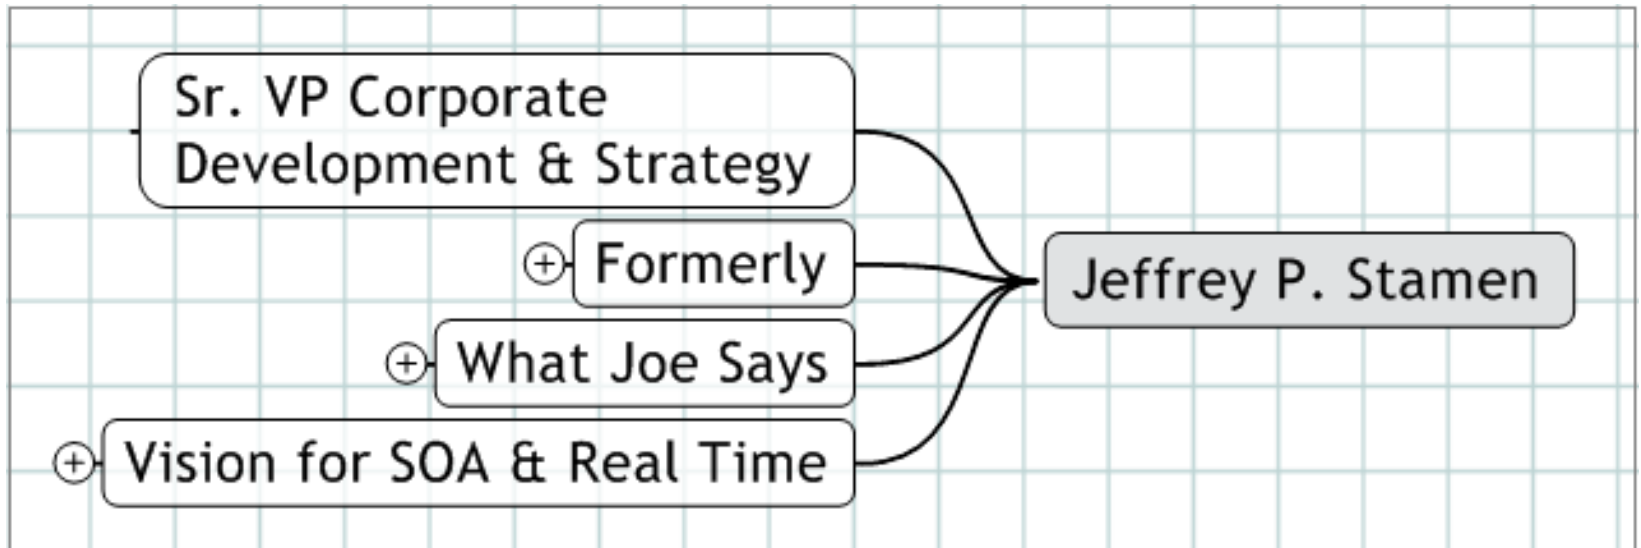 Sr. VP Corporate
Development & Strategy
Formerly
What Joe Says
Vision for SOA & Real Time
Jeffrey P. Stamen